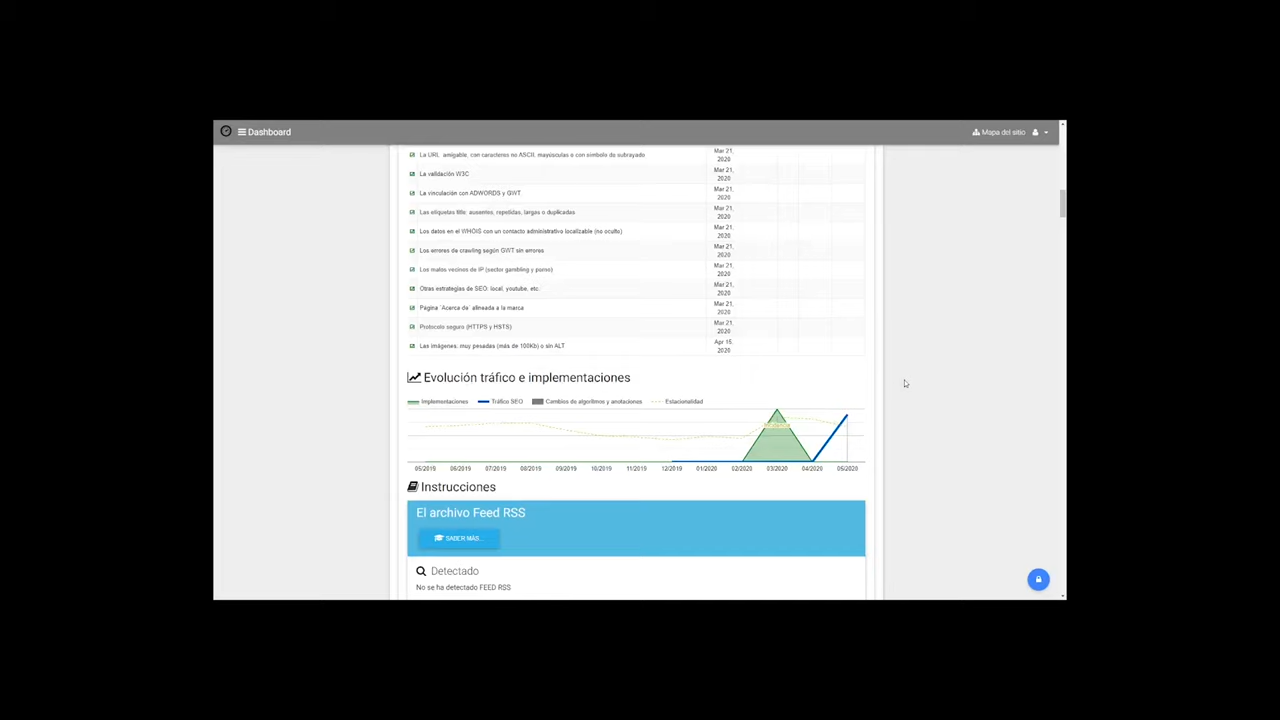 Dashboard
Mapa del sitio
La URL: amigable, con caracteres no ASCII, mayúsculas o con símbolo de subrayado
Mar 21, 2020
La validación W3C
Mar 21, 2020
La vinculación con ADWORDS y GWT
Mar 21, 2020
Las etiquetas title: ausentes, repetidas, largas o duplicadas
Mar 21, 2020
Los datos en el WHOIS con un contacto administrativo localizable (no oculto)
Mar 21, 2020
Los errores de crawling según GWT sin errores
Mar 21, 2020
Los malos vecinos de IP (sector gambling y porno)
Mar 21, 2020
Otras estrategias de SEO: local, youtube, etc.
Mar 21, 2020
Página `Acerca de` alineada a la marca
Mar 21, 2020
Protocolo seguro (HTTPS y HSTS)
Mar 21, 2020
Las imágenes: muy pesadas (más de 100Kb) o sin ALT
Apr 15, 2020
Evolución tráfico e implementaciones
Implementaciones Tráfico SEO Cambios de algoritmos y anotaciones Estacionalidad
05/2019 06/2019 07/2019 08/2019 09/2019 10/2019 11/2019 12/2019 01/2020 02/2020 03/2020 04/2020 05/2020
Instrucciones
El archivo Feed RSS
SABER MÁS...
Detectado
No se ha detectado FEED RSS